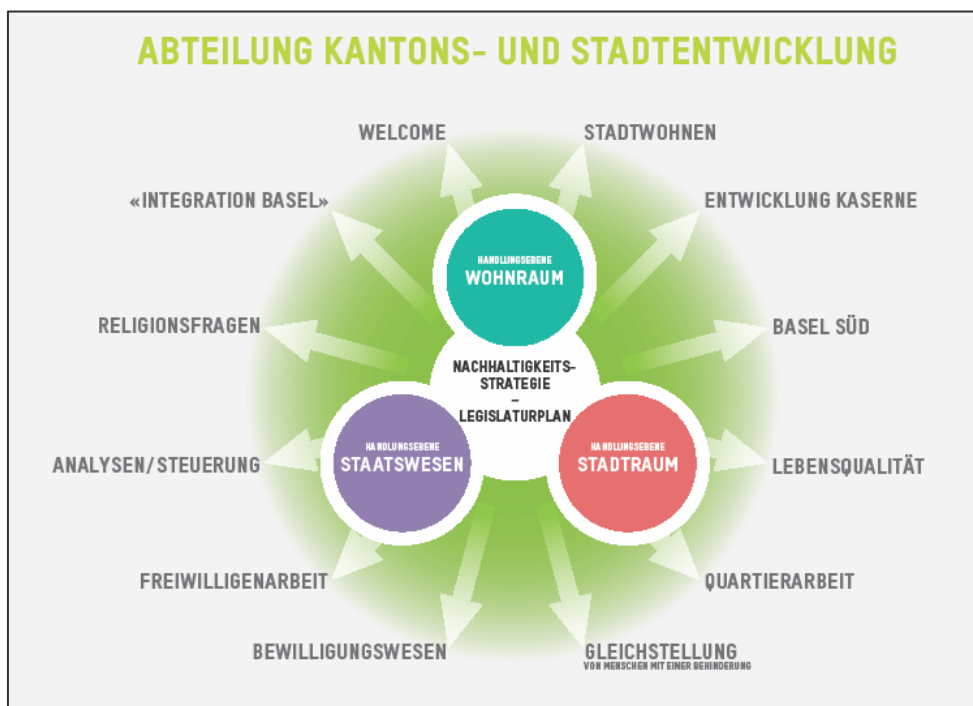 ABTEILUNG KANTONS- UND STADTENTWICKLUNG
WELCOME
STADTWOHNEN
«INTEGRATION BASEL»
ENTWICKLUNG KASERNE
HANDLUNGSEBENE
WOHNRAUM
RELIGIONSFRAGEN
BASEL SÜD
NACHHALTIGKEITS-
STRATEGIE
–
LEGISLATURPLAN
HANDLUNGSEBENE
STAATSWESEN
HANDLUNGSEBENE
STADTRAUM
ANALYSEN/STEUERUNG
LEBENSQUALITÄT
FREIWILLIGENARBEIT
QUARTIERARBEIT
BEWILLIGUNGSWESEN
GLEICHSTELLUNG
VON MENSCHEN MIT EINER BEHINDERUNG